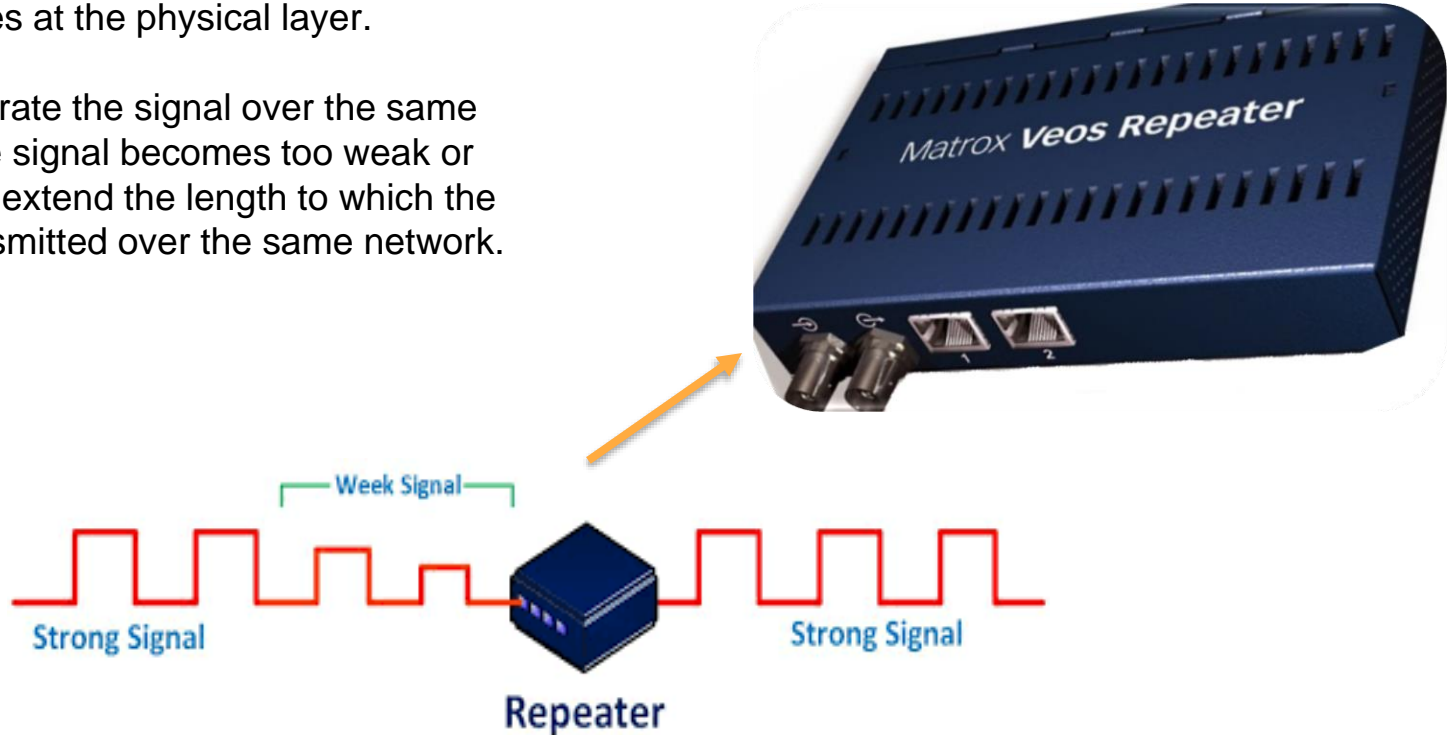 es at the physical layer.
rate the signal over the same
e signal becomes too weak or
extend the length to which the
smitted over the same network.
Matrox Veos Repeater
1 2
Week Signal
Strong Signal
Strong Signal
Repeater